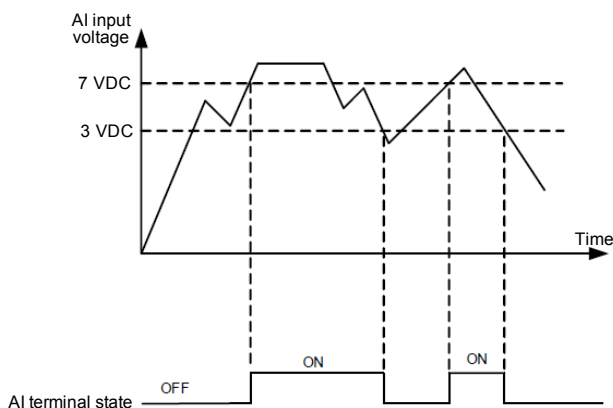 AI input
voltage
7 VDC
3 VDC
Time
ON
ON
OFF
AI terminal state